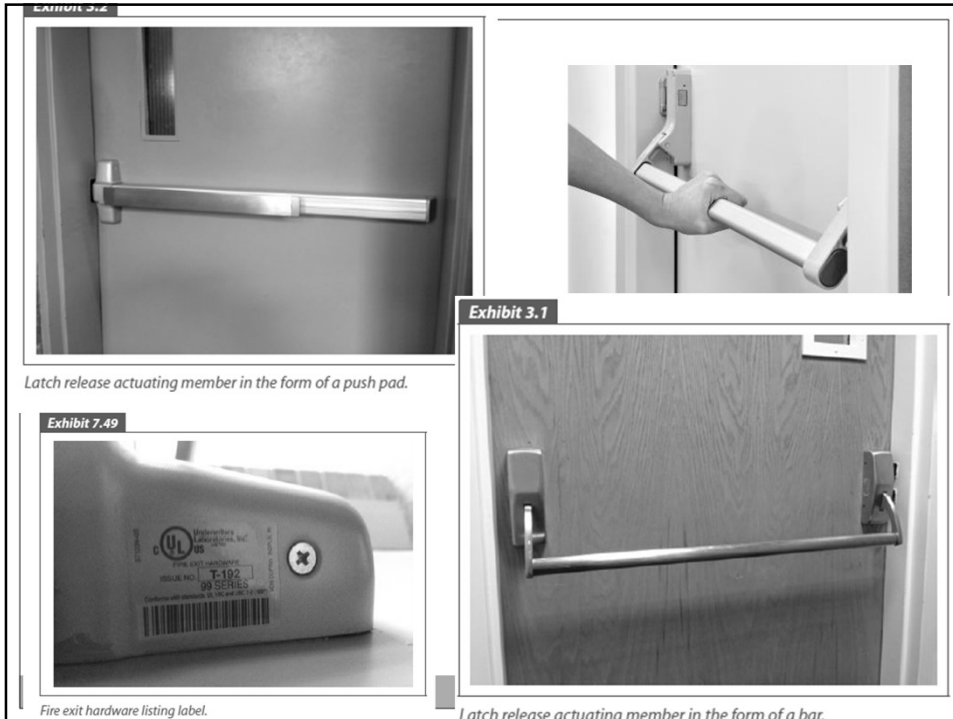 Exhibit 3.2
Latch release actuating member in the form of a push pad.
Exhibit 3.1
Exhibit 7.49
C UL US
Underwriters
Laboratories, Inc.
FIRE EXIT HARDWARE
ISSUE NO. T-192
99 SERIES
Fire exit hardware listing label.
Latch release actuating member in the form of a bar.